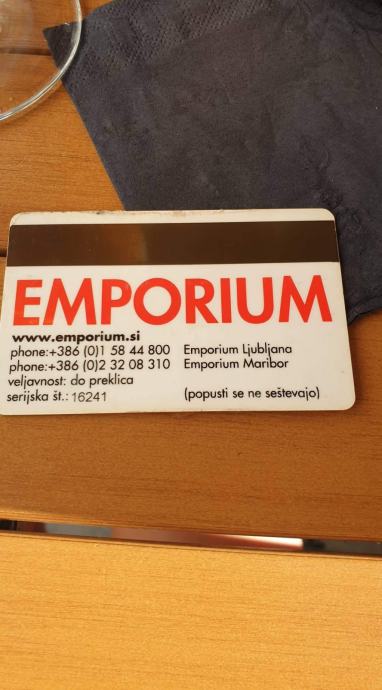 EMPORIUM
www.emporium.si
phone:+386 (0)1 58 44 800 Emporium Ljubljana
phone:+386 (0)2 32 08 310 Emporium Maribor
veljavnost: do preklica
serijska št.: 16241 (popusti se ne seštevajo)